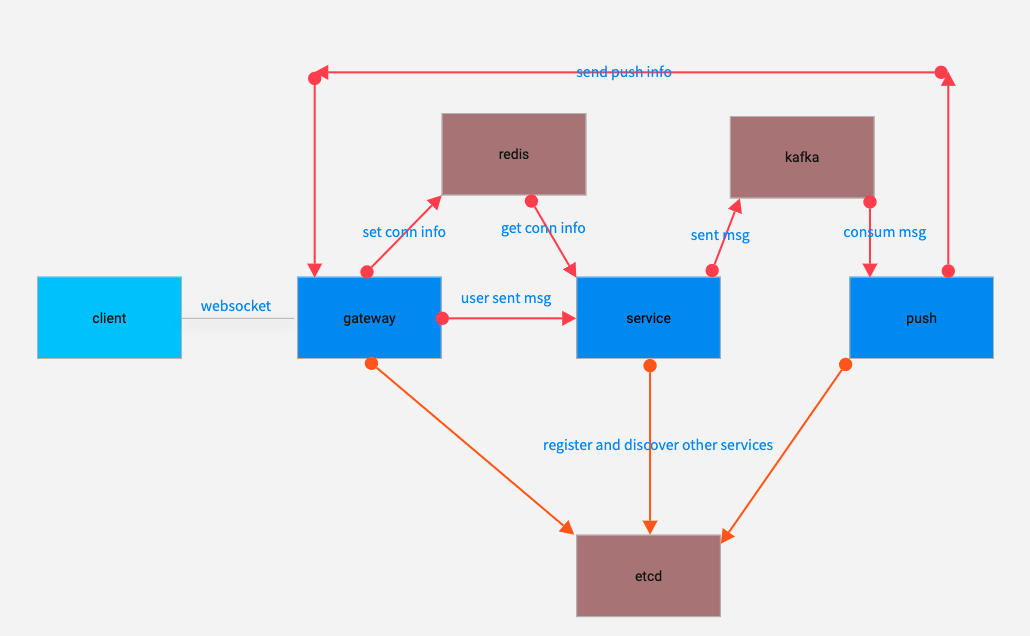 send push info
redis
kafka
set conn info
get conn info
sent msg
consum msg
client
websocket
gateway
user sent msg
service
push
register and discover other services
etcd